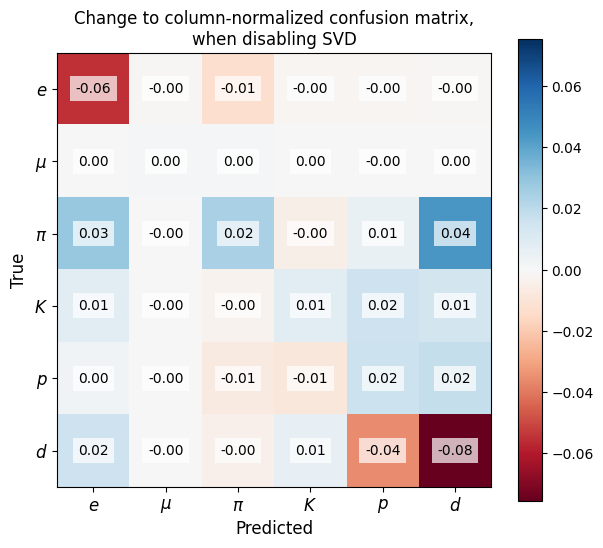 Change to column-normalized confusion matrix,
when disabling SVD
e -0.06 -0.00 -0.01 -0.00 -0.00 -0.00
μ 0.00 0.00 0.00 0.00 -0.00 0.00
π 0.03 -0.00 0.02 -0.00 0.01 0.04
K 0.01 -0.00 -0.00 0.01 0.02 0.01
p 0.00 -0.00 -0.01 -0.01 0.02 0.02
d 0.02 -0.00 -0.00 0.01 -0.04 -0.08
e μ π K p d
Predicted
True
0.06
0.04
0.02
0.00
−0.02
−0.04
−0.06